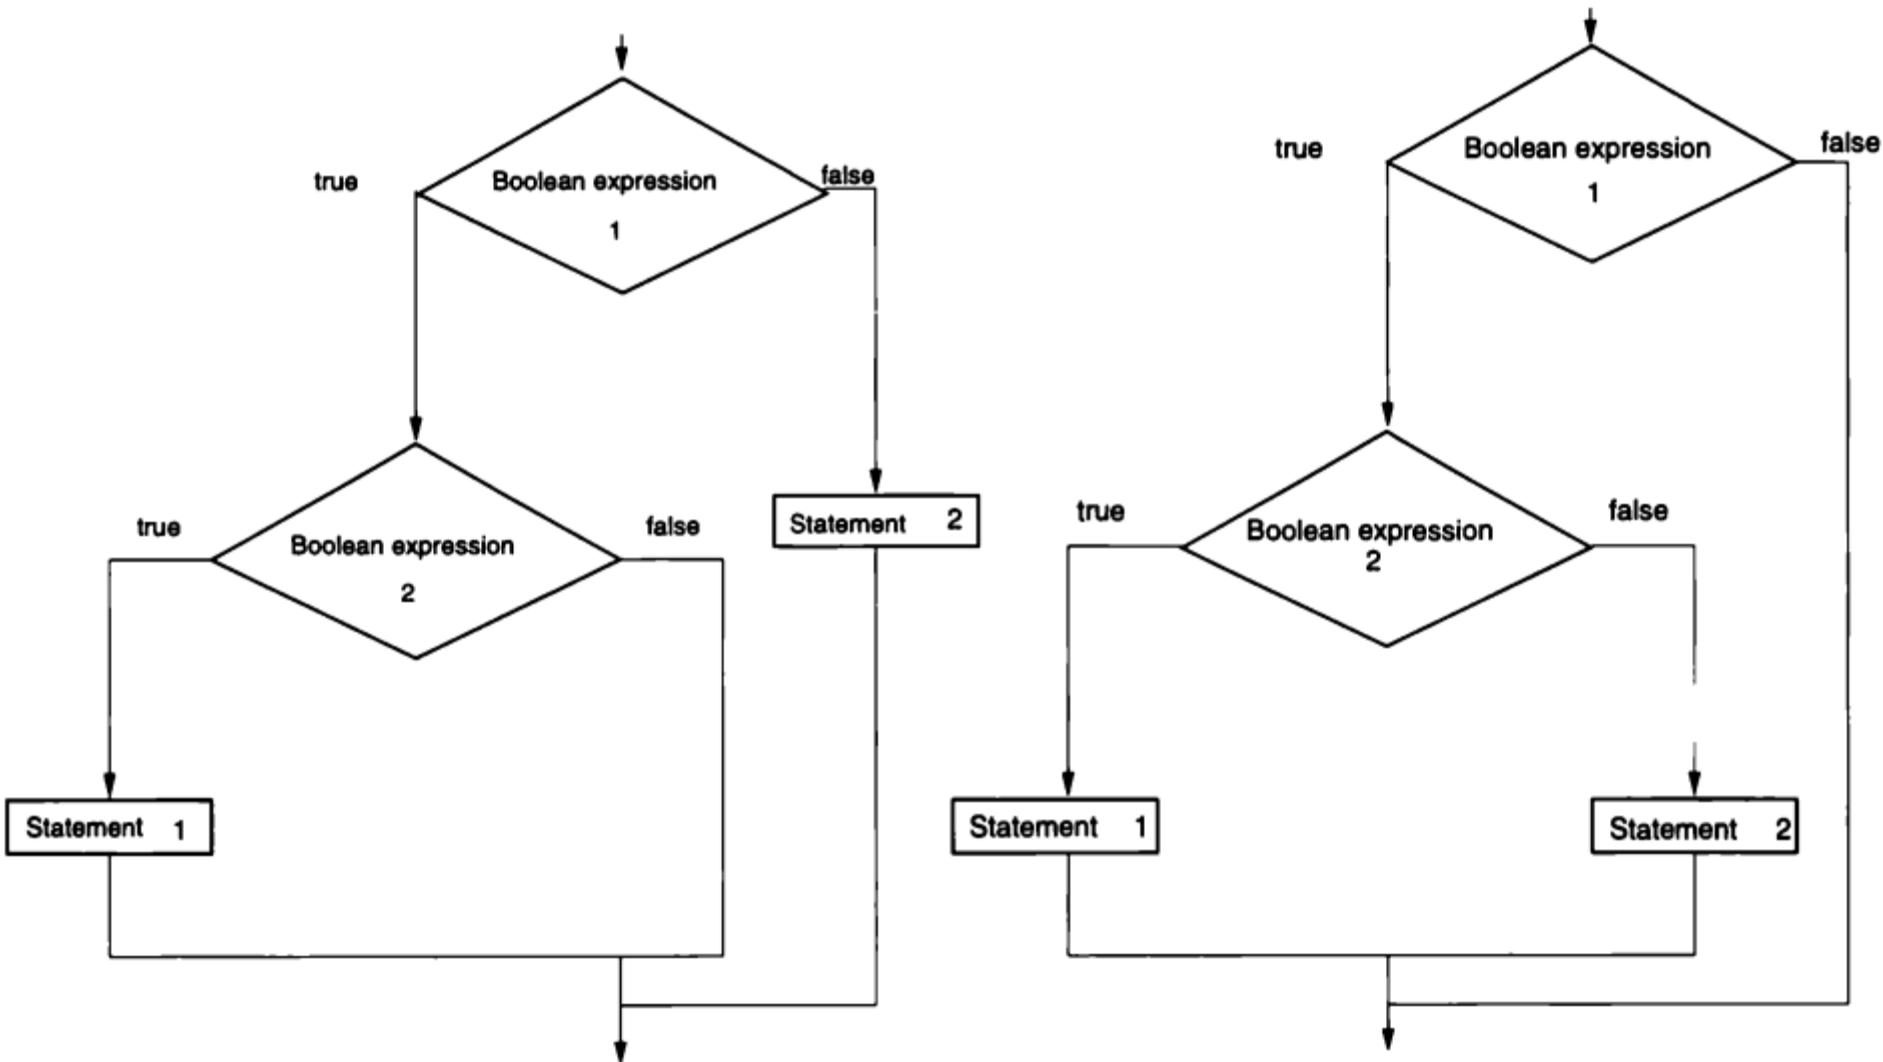 true
Boolean expression
1
false
true
Boolean expression
2
false
Statement 2
Statement 1
true
Boolean expression
1
false
true
Boolean expression
2
false
Statement 1
Statement 2